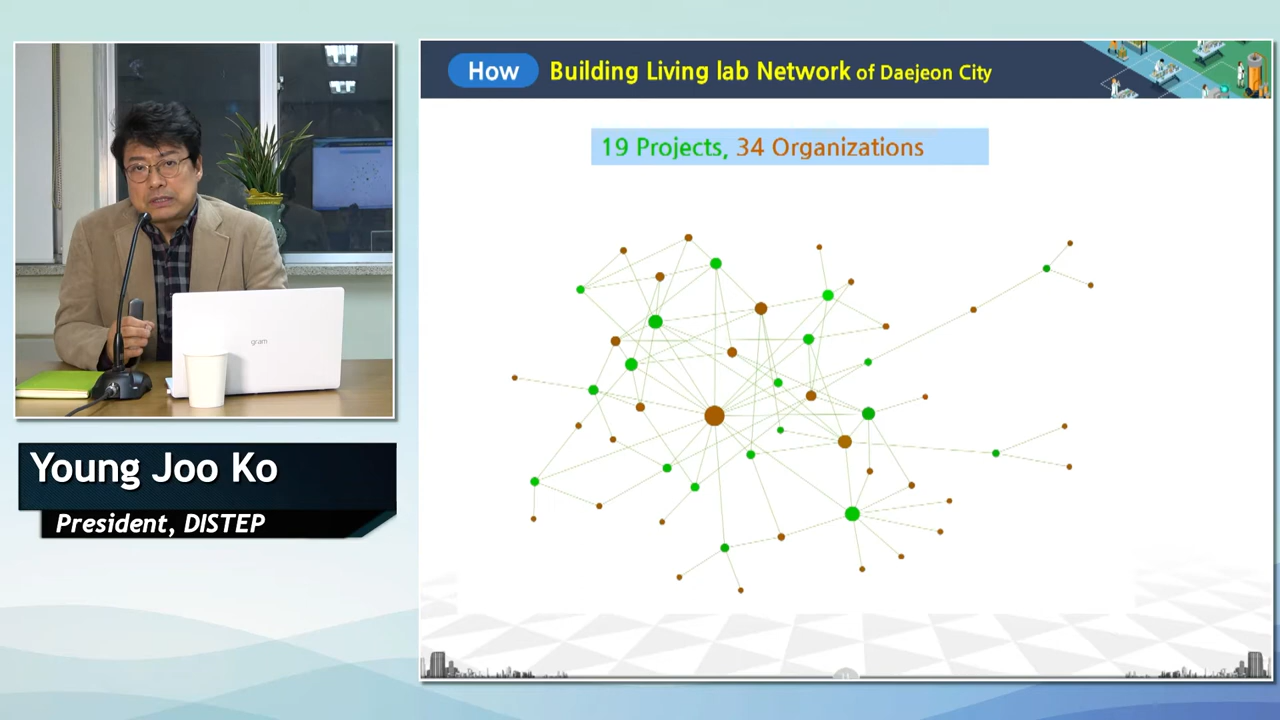 How Building Living lab Network of Daejeon City
19 Projects, 34 Organizations
gram
Young Joo Ko
President, DISTEP